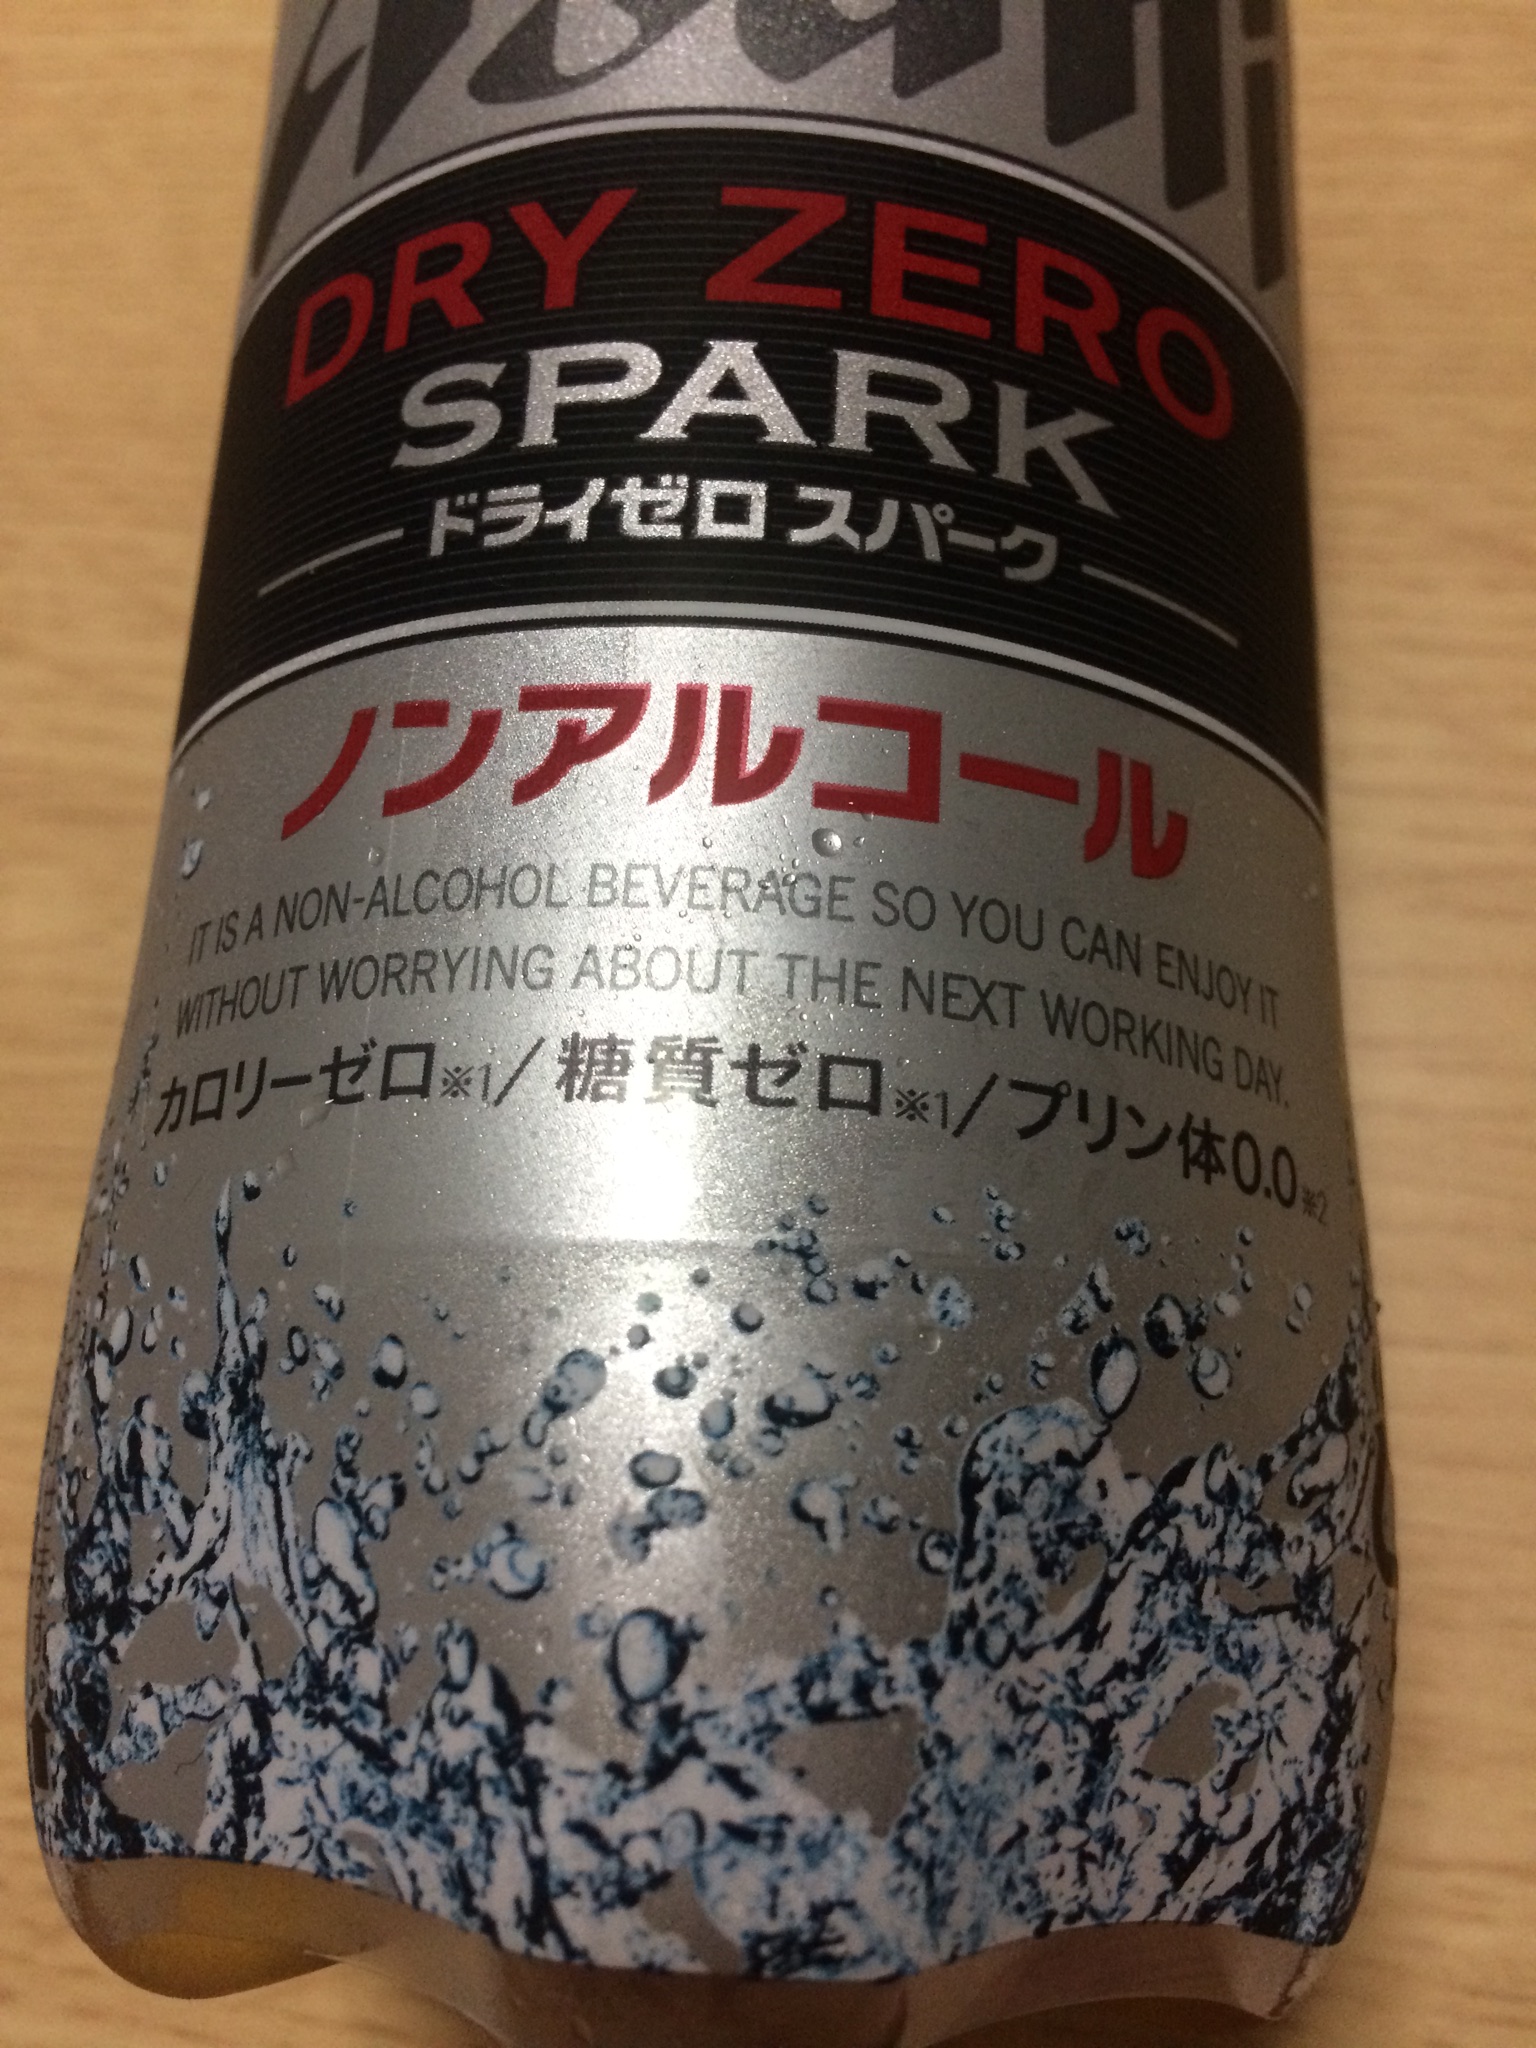 Asahi
DRY ZERO
SPARK
ドライゼロ スパーク
ノンアルコール
IT IS A NON-ALCOHOL BEVERAGE SO YOU CAN ENJOY IT
WITHOUT WORRYING ABOUT THE NEXT WORKING DAY.
カロリーゼロ※1/糖質ゼロ※1/プリン体0.0※2